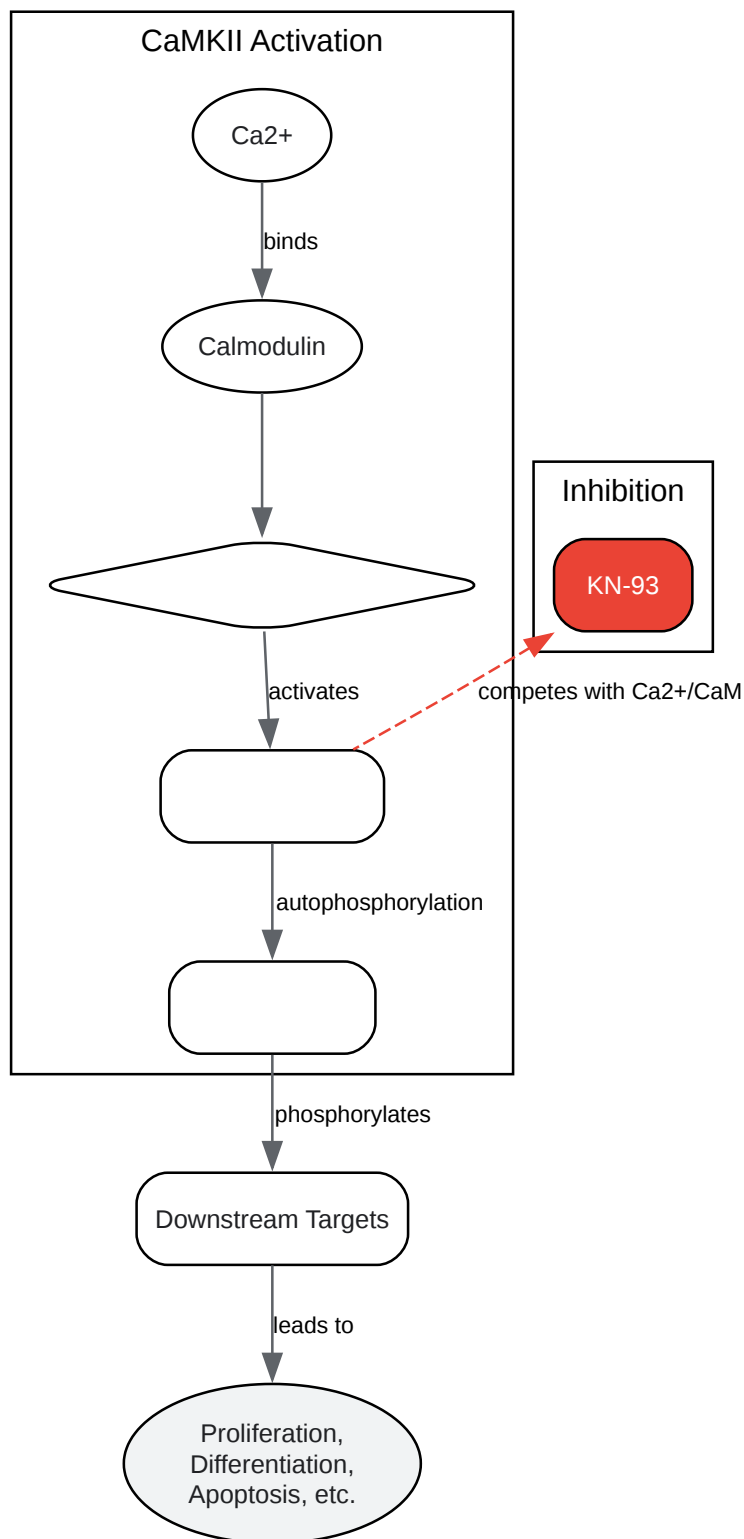 CaMKII Activation
Ca2+
binds
Calmodulin
Inhibition
KN-93
activates
competes with Ca2+/CaM
autophosphorylation
phosphorylates
Downstream Targets
leads to
Proliferation,
Differentiation,
Apoptosis, etc.